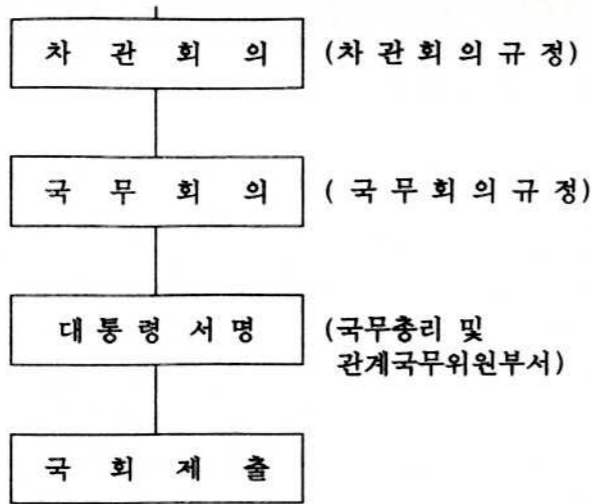 차 관 회 의 (차 관 회 의 규 정)
국 무 회 의 ( 국 무 회 의 규 정)
대 통 령 서 명 (국무총리 및
관계국무위원부서)
국 회 제 출